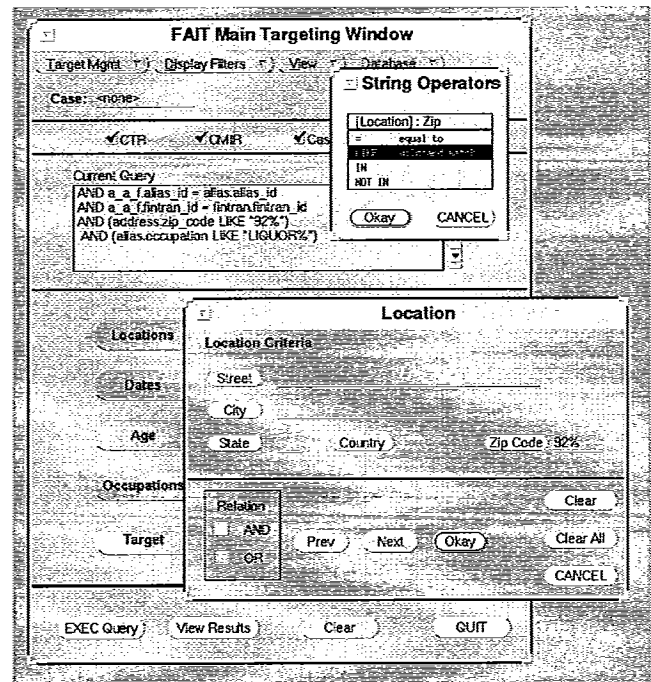 FAIT Main Targeting Window
Target Mgmt Display Filters View Database
Case: <none>
CTR CMIR Cas
Current Query
AND a_a_f.alias_id = alias.alias_id
AND a_a_f.fintran_id = fintran.fintran_id
AND (address.zip_code LIKE "92%")
AND (alias.occupation LIKE "LIQUOR%")
String Operators
[Location] : Zip
= equal to
IN
NOT IN
Okay CANCEL
Locations
Dates
Age
Occupations
Target
Location
Location Criteria
Street
City
State Country Zip Code 92%
Relation
AND
OR
Prev Next Okay
Clear
Clear All
CANCEL
EXEC Query View Results Clear QUIT